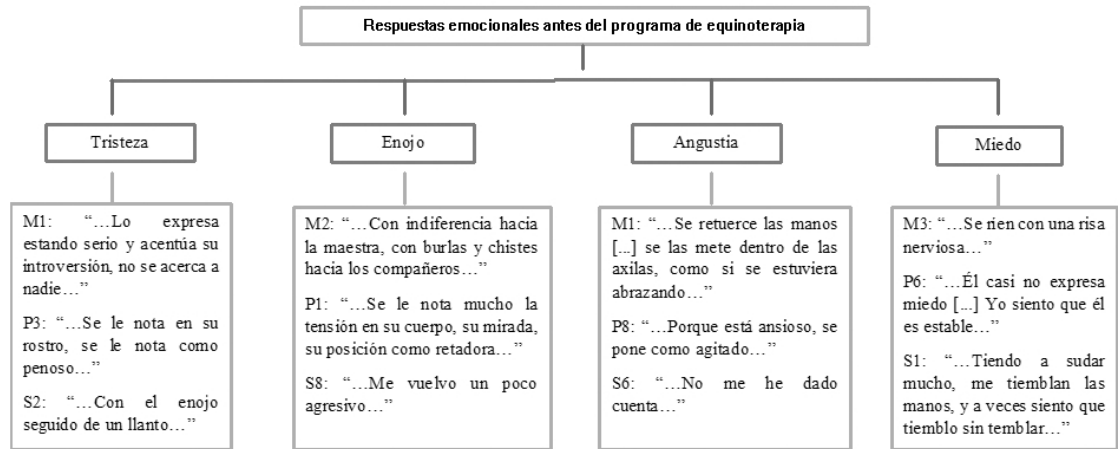 Respuestas emocionales antes del programa de equinoterapia
Tristeza
Enojo
Angustia
Miedo
M1: “…Lo expresa
estando serio y acentúa su
introversión, no se acerca a
nadie…”
P3: “…Se le nota en su
rostro, se le nota como
penoso…”
S2: “…Con el enojo
seguido de un llanto…”
M2: “…Con indiferencia hacia
la maestra, con burlas y chistes
hacia los compañeros…”
P1: “…Se le nota mucho la
tensión en su cuerpo, su mirada,
su posición como retadora…”
S8: “…Me vuelvo un poco
agresivo…”
M1: “…Se retuerce las manos
[...] se las mete dentro de las
axilas, como si se estuviera
abrazando…”
P8: “…Porque está ansioso, se
pone como agitado…”
S6: “…No me he dado
cuenta…”
M3: “…Se rien con una risa
nerviosa…”
P6: “…Él casi no expresa
miedo [...] Yo siento que él
es estable…”
S1: “…Tiendo a sudar
mucho, me tiemblan las
manos, y a veces siento que
tiemblo sin temblar…”